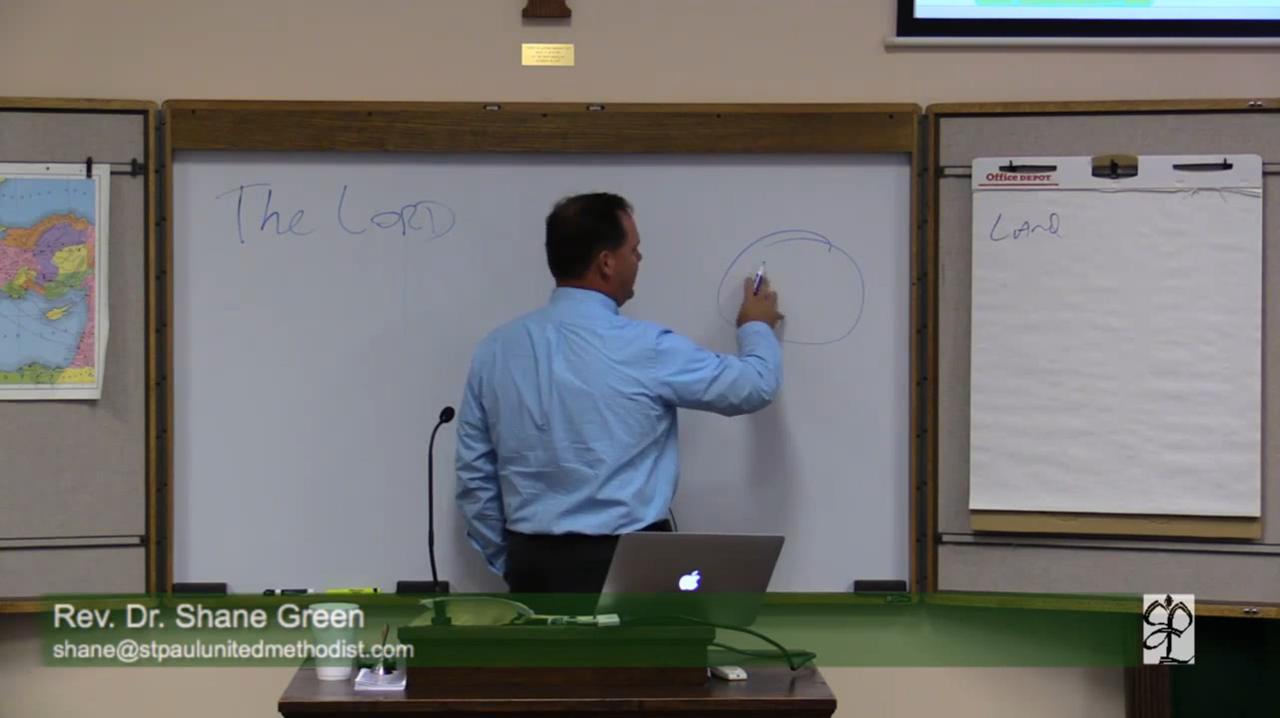 The LORD
Office DEPOT
LAND
Rev. Dr. Shane Green
shane@stpaulunitedmethodist.com